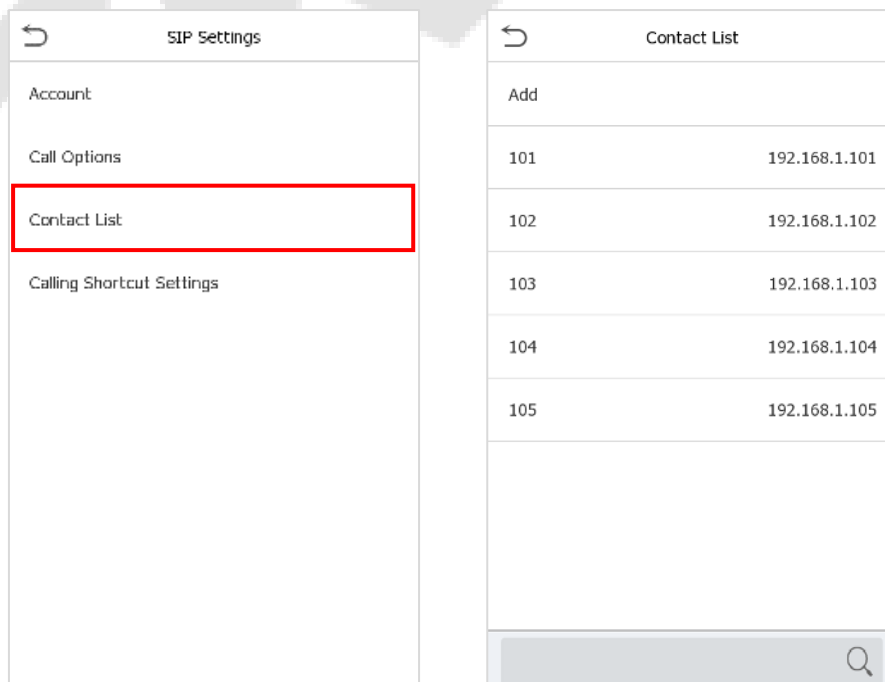 SIP Settings
Account
Call Options
Contact List
Calling Shortcut Settings
Contact List
Add
101 192.168.1.101
102 192.168.1.102
103 192.168.1.103
104 192.168.1.104
105 192.168.1.105